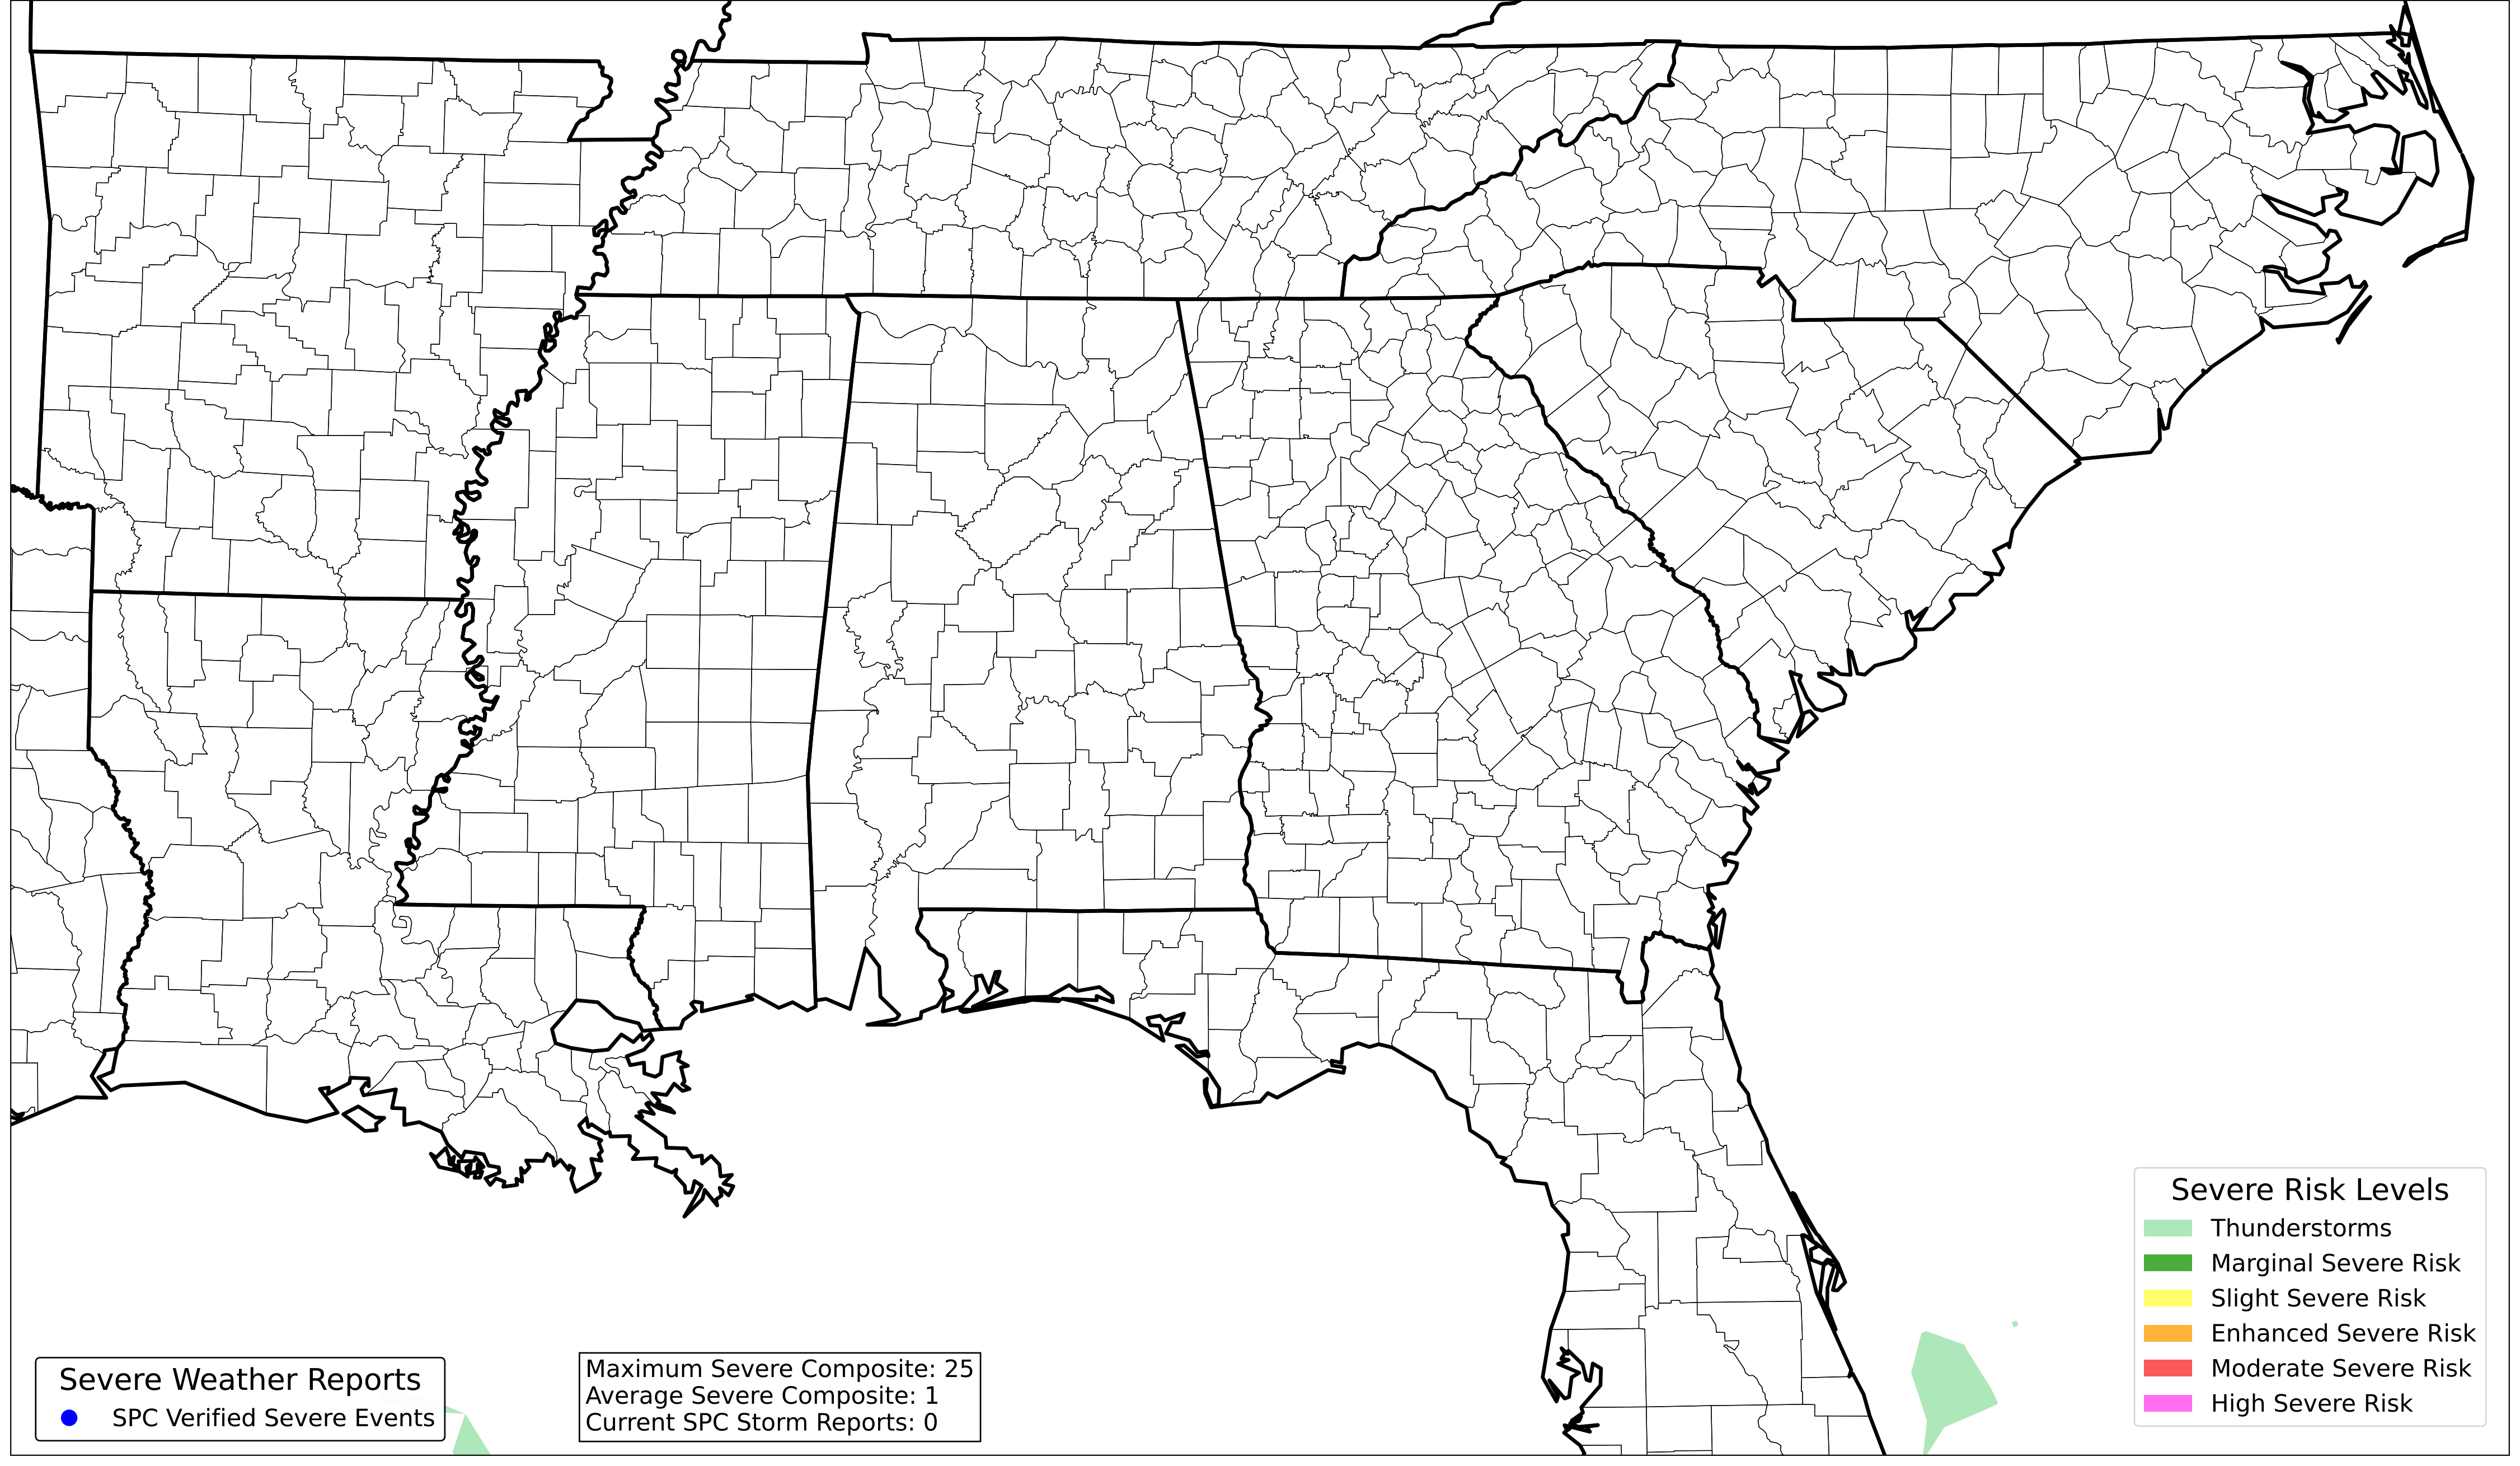 Severe Risk Levels
Thunderstorms
Marginal Severe Risk
Slight Severe Risk
Enhanced Severe Risk
Moderate Severe Risk
High Severe Risk
Severe Weather Reports
SPC Verified Severe Events
Maximum Severe Composite: 25
Average Severe Composite: 1
Current SPC Storm Reports: 0